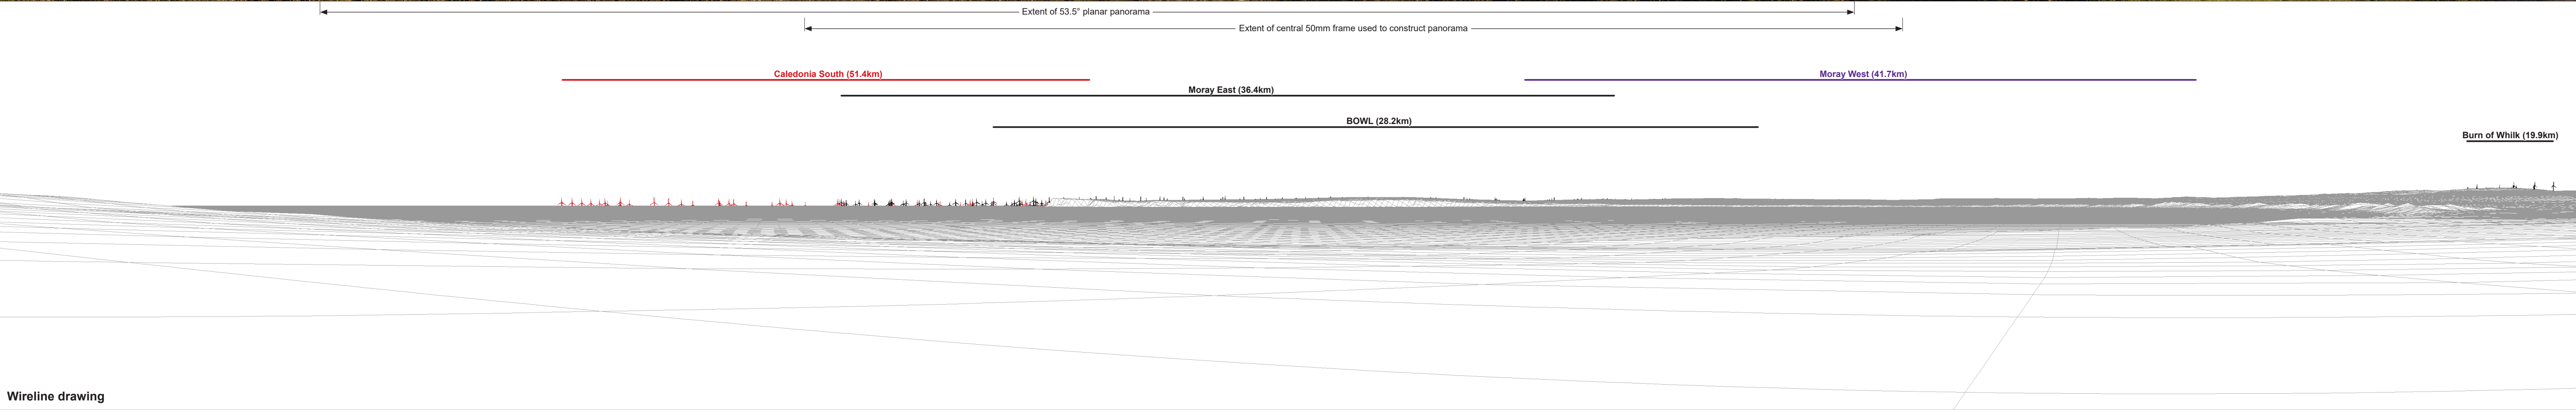 Extent of 53.5° planar panorama
Extent of central 50mm frame used to construct panorama
Caledonia South (51.4km)
Moray West (41.7km)
Moray East (36.4km)
BOWL (28.2km)
Burn of Whilk (19.9km)
Wireline drawing